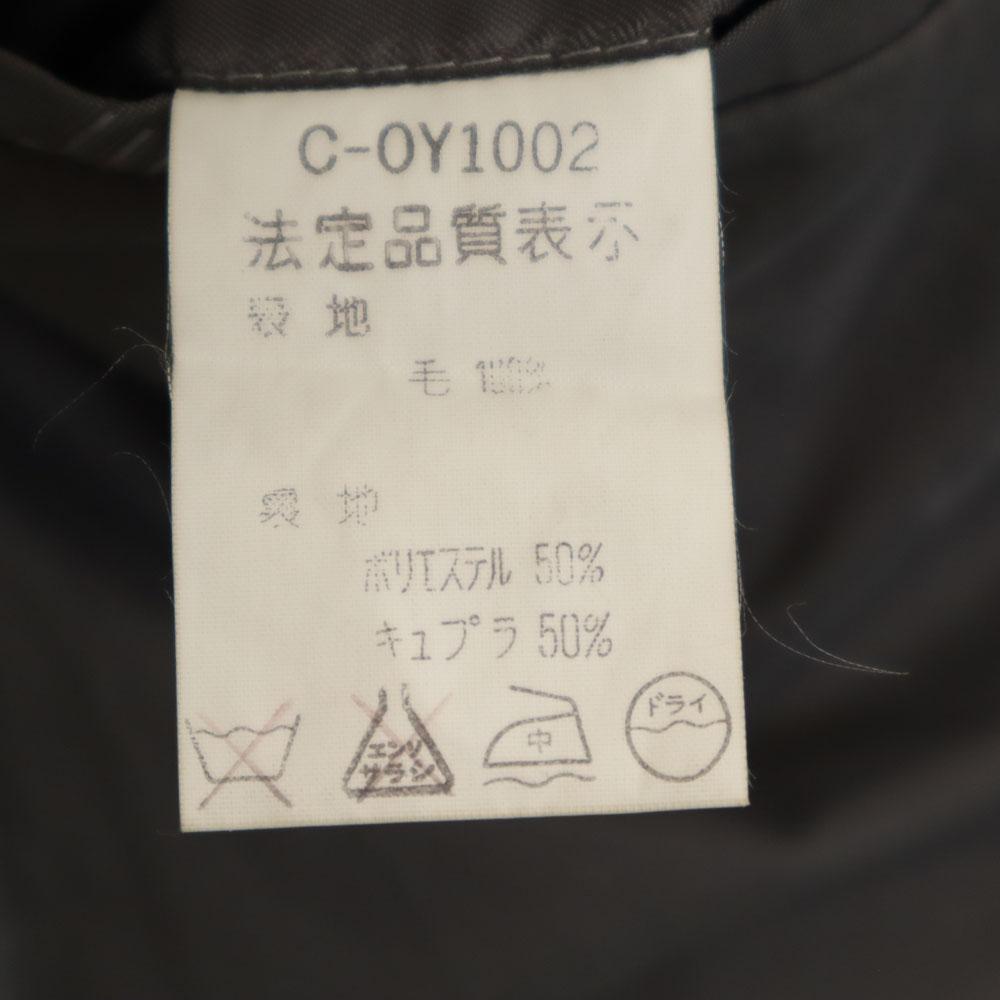 C-OY1002
法定品質表示
表 地
毛 100%
裏 地
ポリエステル 50%
キュプラ 50%
エンソ
サラシ
中
ドライ